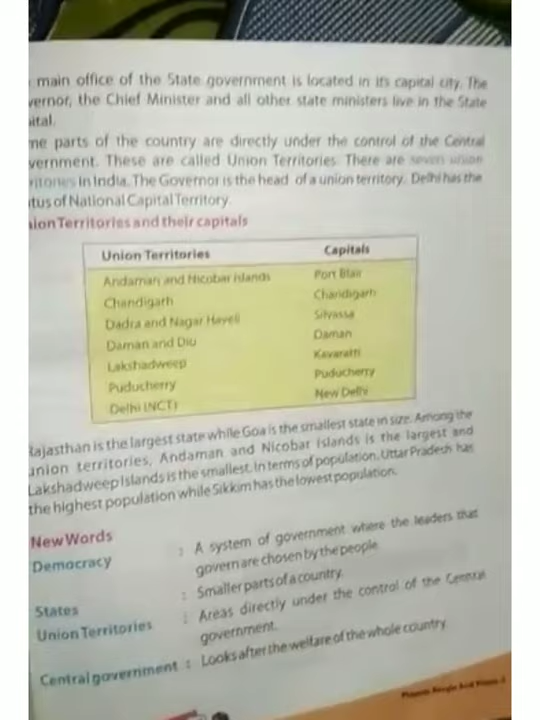 main office of the State government is located in its capital city. The
vernor, the Chief Minister and all other state ministers live in the State
ital.
me parts of the country are directly under the control of the Central
vernment. These are called Union Territories. There are seven union
ritories in India. The Governor is the head of a union territory. Delhi has the
tus of National Capital Territory.
ion Territories and their capitals
Union Territories Capitals
Andaman and Nicobar islands Port Blair
Chandigarh Chandigarh
Dadra and Nagar Haveli Silvassa
Daman and Diu Daman
Lakshadweep Kavaratti
Puducherry Puducherry
Delhi (NCT) New Delhi
Rajasthan is the largest state while Goa is the smallest state in size. Among the
union territories, Andaman and Nicobar islands is the largest and
Lakshadweep Islands is the smallest. In terms of population, Uttar Pradesh has
the highest population while Sikkim has the lowest population.
New Words
Democracy : A system of government where the leaders that
govern are chosen by the people.
States : Smaller parts of a country.
Union Territories : Areas directly under the control of the Central
government.
Central government : Looks after the welfare of the whole country.